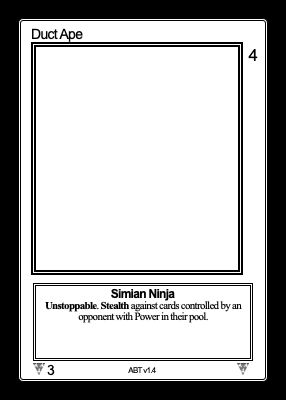 Duct Ape
4
Simian Ninja
Unstoppable. Stealth against cards controlled by an
opponent with Power in their pool.
3
ABT v1.4